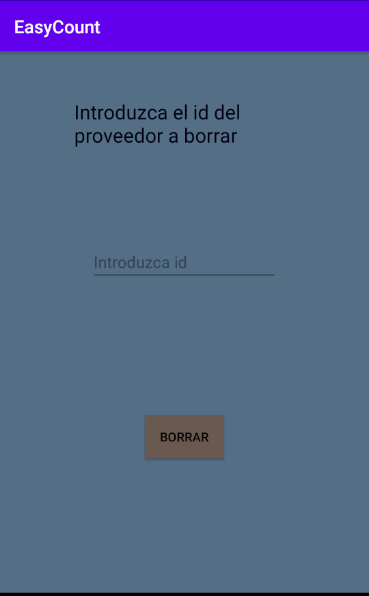 EasyCount
Introduzca el id del
proveedor a borrar
Introduzca id
BORRAR